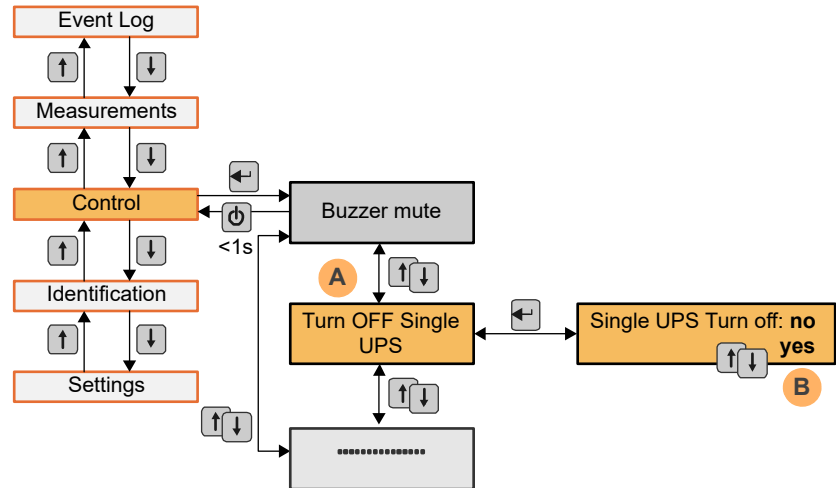 Event Log
Measurements
Control
<1s
Buzzer mute
A
Identification
Turn OFF Single
UPS
Single UPS Turn off: no
yes
B
Settings